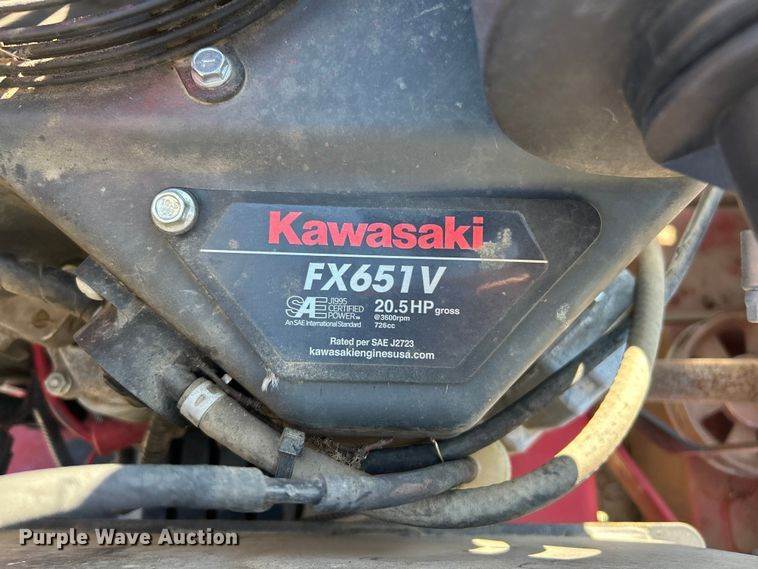 Kawasaki
FX651V
SAE J1995 CERTIFIED POWER™
An SAE International Standard
20.5HP gross
@3600rpm
726cc
Rated per SAE J2723
kawasakienginesusa.com
Purple Wave Auction